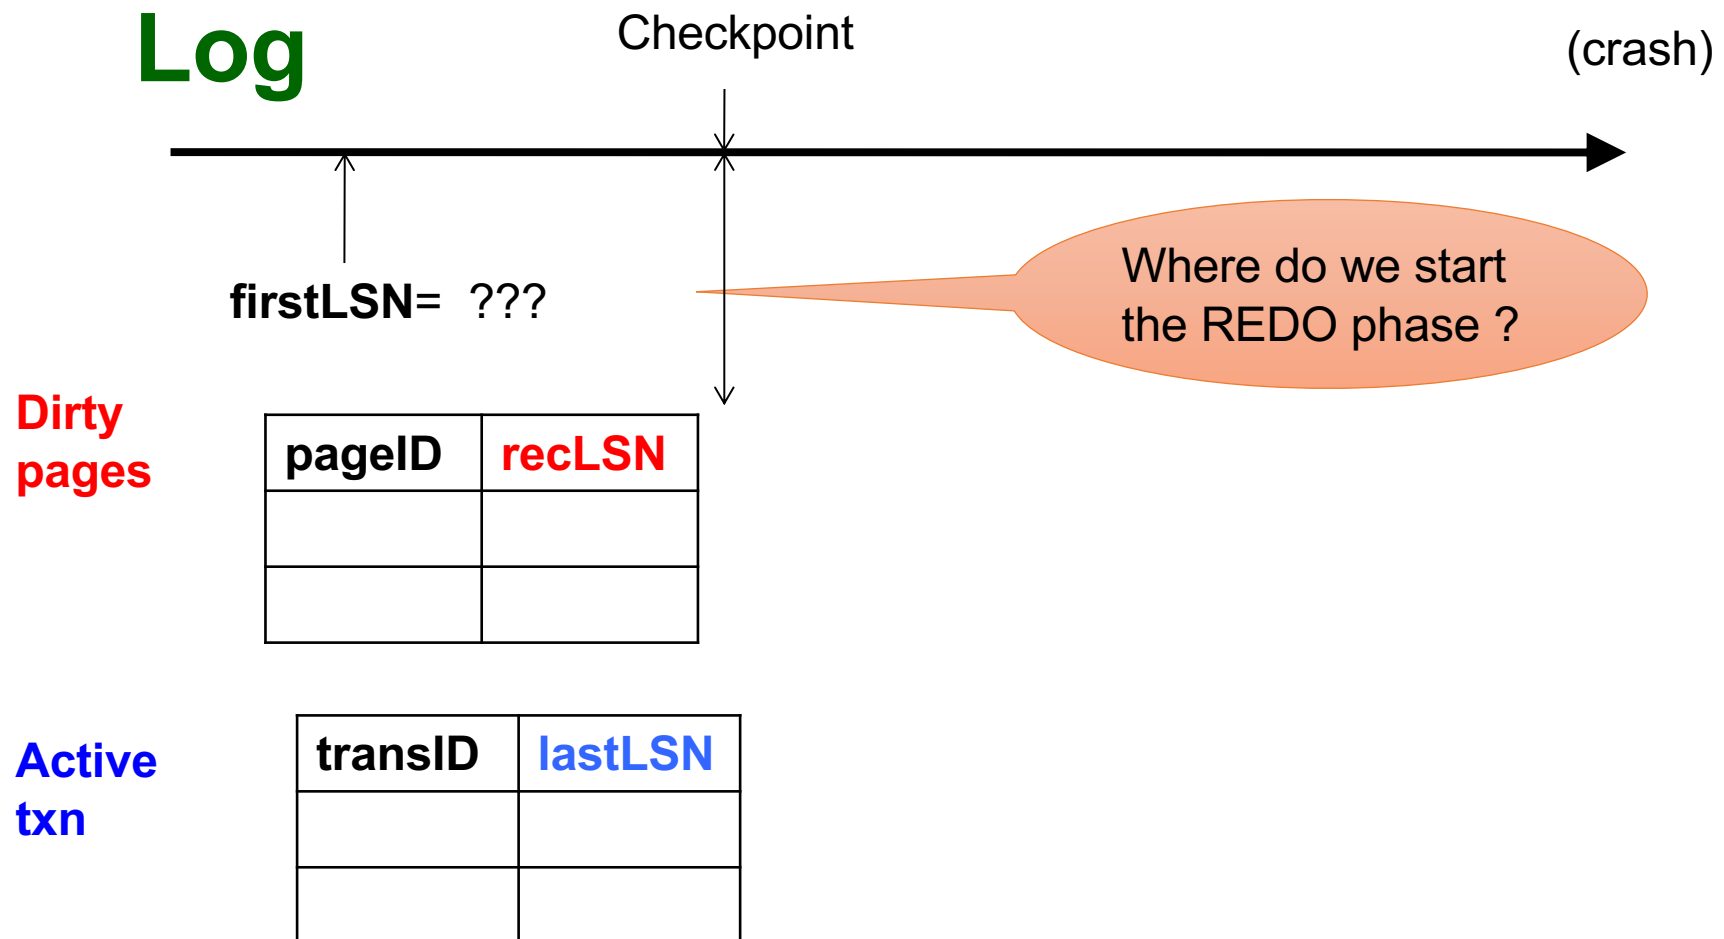 Log
Checkpoint
(crash)
firstLSN= ???
Where do we start
the REDO phase ?
Dirty
pages
pageID recLSN
Active
txn
transID lastLSN